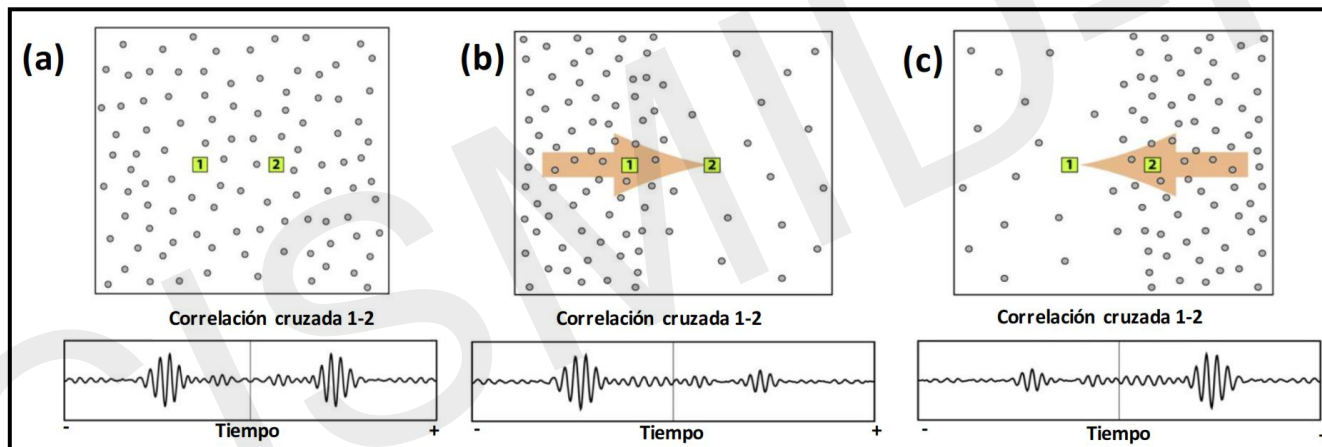 (a)
(b)
(c)
1
2
1
2
1
2
Correlación cruzada 1-2
Correlación cruzada 1-2
Correlación cruzada 1-2
- Tiempo +
- Tiempo +
- Tiempo
CISMID